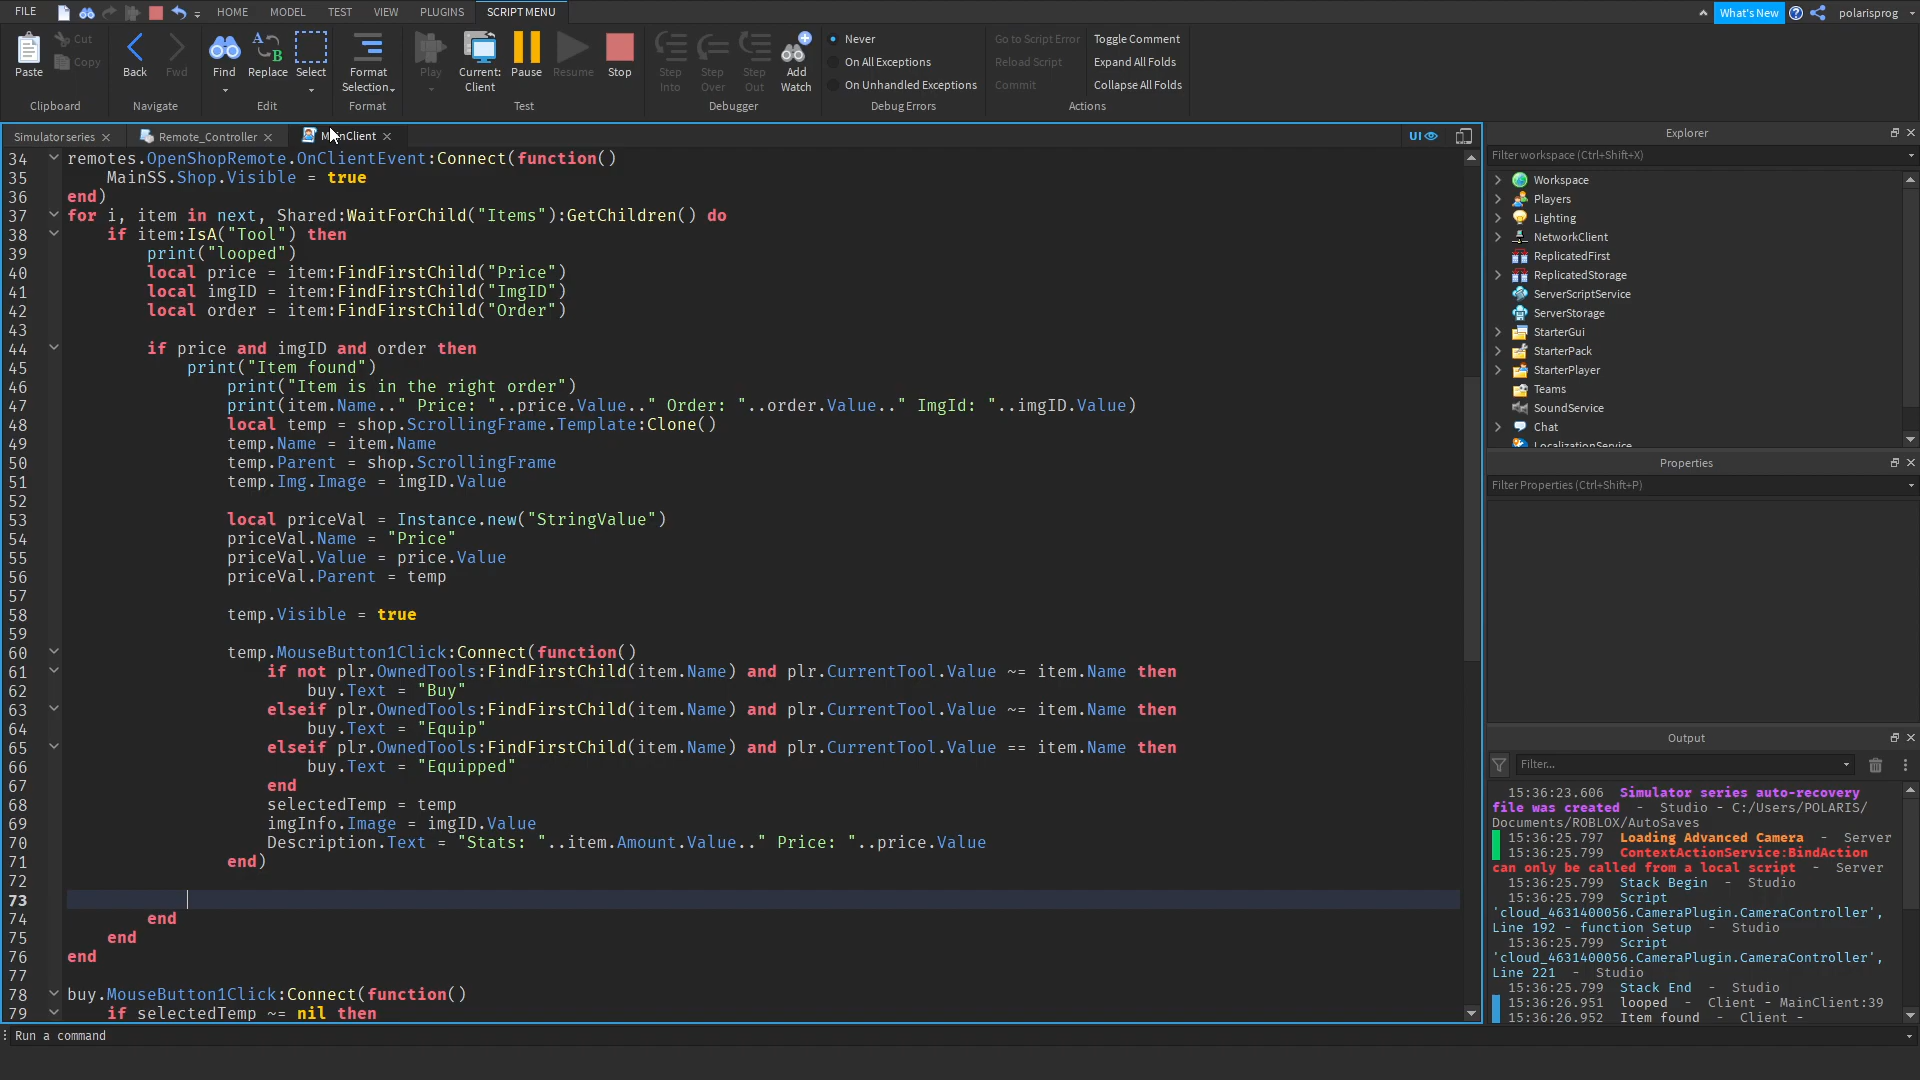 FILE HOME MODEL TEST VIEW PLUGINS SCRIPT MENU What's New polarisprog
Paste Cut Copy Back Fwd Find Replace Select Format Selection Play Current: Client Pause Resume Stop Step Into Step Over Step Out Add Watch
Never
On All Exceptions
On Unhandled Exceptions
Go to Script Error
Reload Script
Commit
Toggle Comment
Expand All Folds
Collapse All Folds
Clipboard Navigate Edit Format Test Debugger Debug Errors Actions
Simulator series Remote_Controller MainClient UI
34 remotes.OpenShopRemote.OnClientEvent:Connect(function()
35 MainSS.Shop.Visible = true
36 end)
37 for i, item in next, Shared:WaitForChild("Items"):GetChildren() do
38 if item:IsA("Tool") then
39 print("looped")
40 local price = item:FindFirstChild("Price")
41 local imgID = item:FindFirstChild("ImgID")
42 local order = item:FindFirstChild("Order")
43
44 if price and imgID and order then
45 print("Item found")
46 print("Item is in the right order")
47 print(item.Name.." Price: "..price.Value.." Order: "..order.Value.." ImgId: "..imgID.Value)
48 local temp = shop.ScrollingFrame.Template:Clone()
49 temp.Name = item.Name
50 temp.Parent = shop.ScrollingFrame
51 temp.Img.Image = imgID.Value
52
53 local priceVal = Instance.new("StringValue")
54 priceVal.Name = "Price"
55 priceVal.Value = price.Value
56 priceVal.Parent = temp
57
58 temp.Visible = true
59
60 temp.MouseButton1Click:Connect(function()
61 if not plr.OwnedTools:FindFirstChild(item.Name) and plr.CurrentTool.Value ~= item.Name then
62 buy.Text = "Buy"
63 elseif plr.OwnedTools:FindFirstChild(item.Name) and plr.CurrentTool.Value ~= item.Name then
64 buy.Text = "Equip"
65 elseif plr.OwnedTools:FindFirstChild(item.Name) and plr.CurrentTool.Value == item.Name then
66 buy.Text = "Equipped"
67 end
68 selectedTemp = temp
69 imgInfo.Image = imgID.Value
70 Description.Text = "Stats: "..item.Amount.Value.." Price: "..price.Value
71 end)
72
73
74 end
75 end
76 end
77
78 buy.MouseButton1Click:Connect(function()
79 if selectedTemp ~= nil then
Run a command
Explorer
Filter workspace (Ctrl+Shift+X)
Workspace
Players
Lighting
NetworkClient
ReplicatedFirst
ReplicatedStorage
ServerScriptService
ServerStorage
StarterGui
StarterPack
StarterPlayer
Teams
SoundService
Chat
LocalizationService
Properties
Filter Properties (Ctrl+Shift+P)
Output
Filter...
15:36:23.606 Simulator series auto-recovery
file was created - Studio - C:/Users/POLARIS/
Documents/ROBLOX/AutoSaves
15:36:25.797 Loading Advanced Camera - Server
15:36:25.799 ContextActionService:BindAction
can only be called from a local script - Server
15:36:25.799 Stack Begin - Studio
15:36:25.799 Script
'cloud_4631400056.CameraPlugin.CameraController',
Line 192 - function Setup - Studio
15:36:25.799 Script
'cloud_4631400056.CameraPlugin.CameraController',
Line 221 - Studio
15:36:25.799 Stack End - Studio
15:36:26.951 looped - Client - MainClient:39
15:36:26.952 Item found - Client -